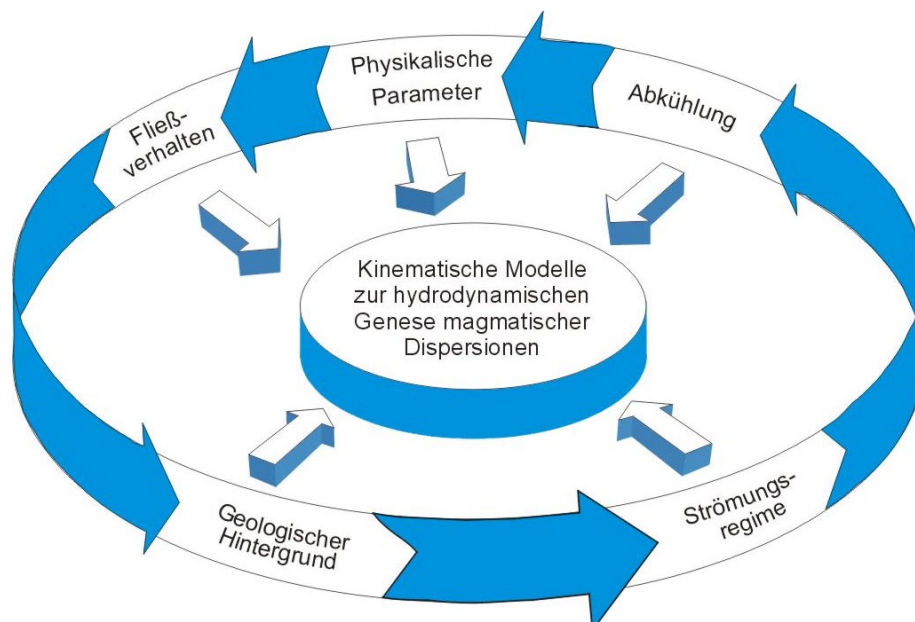 Physikalische
Parameter
Abkühlung
Fließ-
verhalten
Kinematische Modelle
zur hydrodynamischen
Genese magmatischer
Dispersionen
Geologischer
Hintergrund
Strömungs-
regime